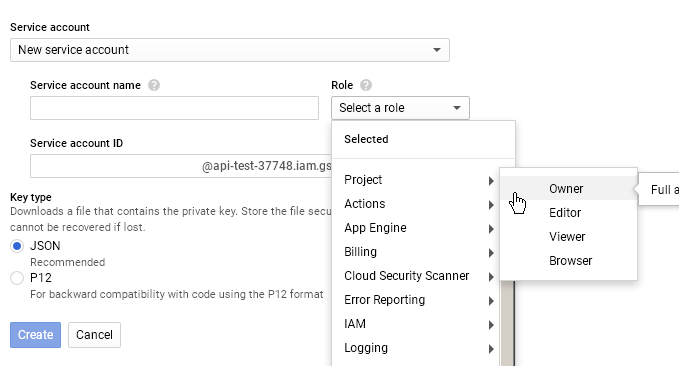 Service account
New service account
Service account name ?
Role ?
Select a role
Selected
Service account ID
@api-test-37748.iam.gs
Project
Actions
App Engine
Billing
Cloud Security Scanner
Error Reporting
IAM
Logging
Owner
Editor
Viewer
Browser
Full a
Key type
Downloads a file that contains the private key. Store the file secu
cannot be recovered if lost.
JSON
Recommended
P12
For backward compatibility with code using the P12 format
Create
Cancel